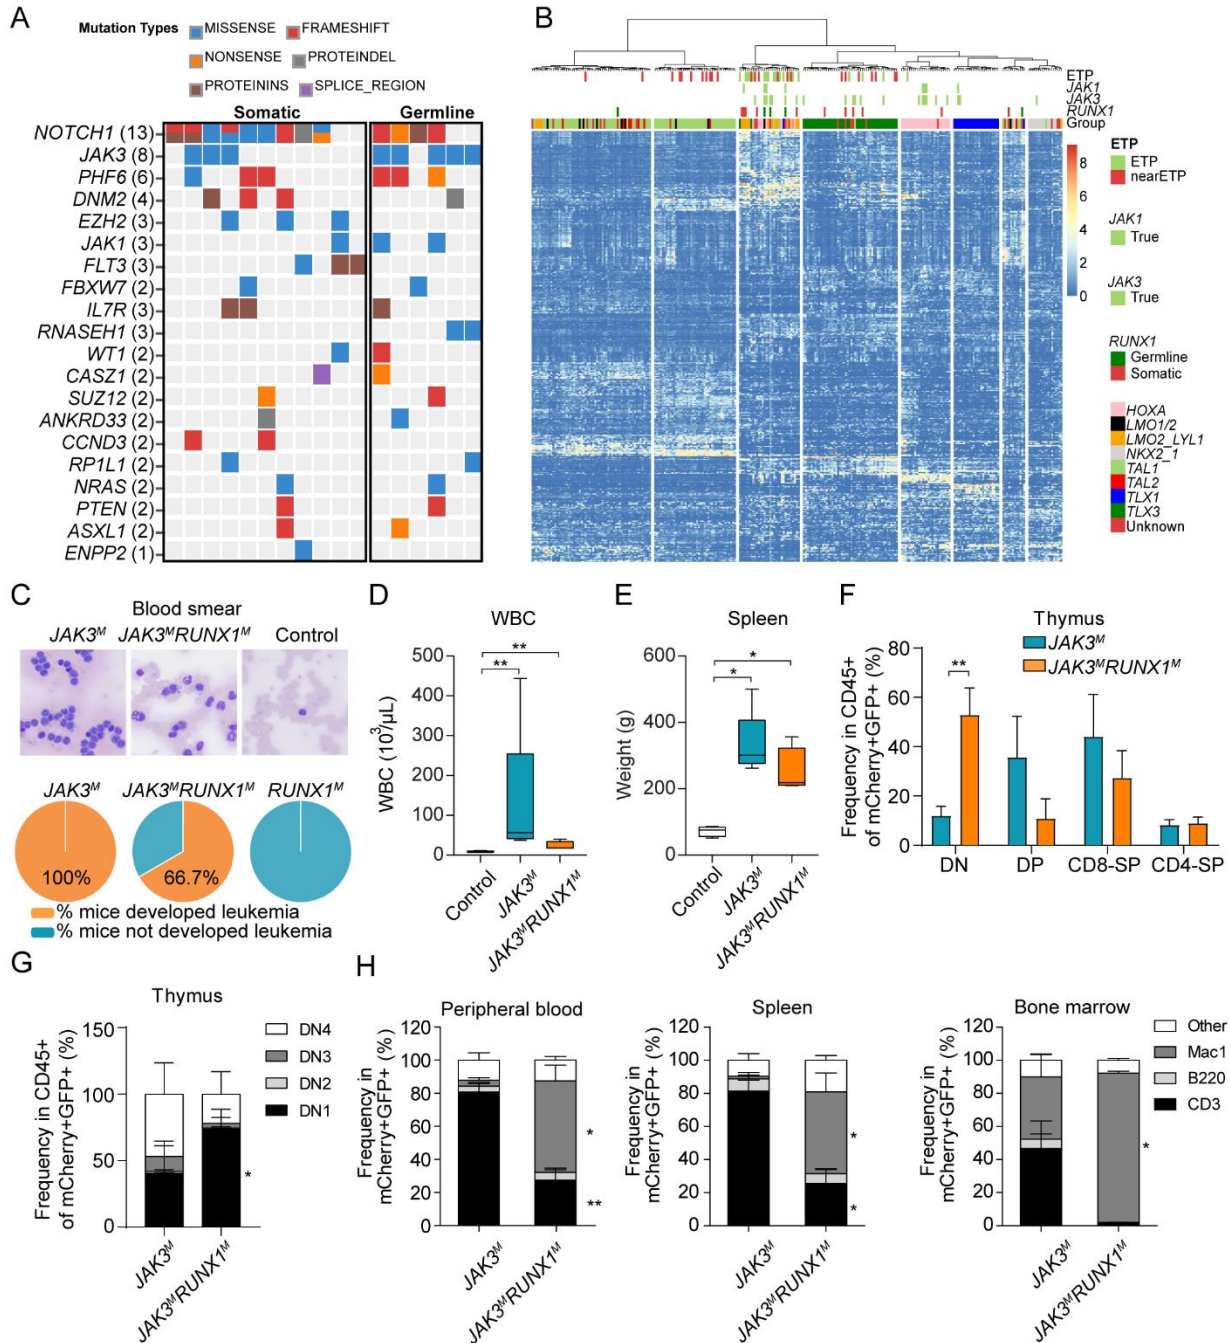 A
Mutation Types
MISSENSE
FRAMESHIFT
NONSENSE
PROTEINDEL
PROTEININS
SPLICE_REGION
Somatic
Germline
NOTCH1 (13)
JAK3 (8)
PHF6 (6)
DNM2 (4)
EZH2 (3)
JAK1 (3)
FLT3 (3)
FBXW7 (2)
IL7R (3)
RNASEH1 (3)
WT1 (2)
CASZ1 (2)
SUZ12 (2)
ANKRD33 (2)
CCND3 (2)
RP1L1 (2)
NRAS (2)
PTEN (2)
ASXL1 (2)
ENPP2 (1)
B
ETP
JAK1
JAK3
RUNX1
Group
8
6
4
2
0
ETP
ETP
nearETP
JAK1
True
JAK3
True
RUNX1
Germline
Somatic
HOXA
LMO1/2
LMO2_LYL1
NKX2_1
TAL1
TAL2
TLX1
TLX3
Unknown
C
Blood smear
JAK3ᴹ JAK3ᴹRUNX1ᴹ Control
JAK3ᴹ JAK3ᴹRUNX1ᴹ RUNX1ᴹ
100%
66.7%
% mice developed leukemia
% mice not developed leukemia
D
WBC
WBC (10³/µL)
500
400
300
200
100
0
**
**
Control
JAK3ᴹ
JAK3ᴹRUNX1ᴹ
E
Spleen
Weight (g)
600
400
200
0
*
*
Control
JAK3ᴹ
JAK3ᴹRUNX1ᴹ
F
Thymus
JAK3ᴹ
JAK3ᴹRUNX1ᴹ
Frequency in CD45+
of mCherry+GFP+ (%)
80
60
40
20
0
**
DN
DP
CD8-SP
CD4-SP
G
Thymus
Frequency in CD45+
of mCherry+GFP+ (%)
150
100
50
0
*
DN4
DN3
DN2
DN1
JAK3ᴹ
JAK3ᴹRUNX1ᴹ
H
Peripheral blood
Frequency in
mCherry+GFP+ (%)
120
100
80
60
40
20
0
*
**
JAK3ᴹ
JAK3ᴹRUNX1ᴹ
Spleen
Frequency in
mCherry+GFP+ (%)
120
100
80
60
40
20
0
*
*
JAK3ᴹ
JAK3ᴹRUNX1ᴹ
Bone marrow
Frequency in
mCherry+GFP+ (%)
120
100
80
60
40
20
0
*
Other
Mac1
B220
CD3
JAK3ᴹ
JAK3ᴹRUNX1ᴹ